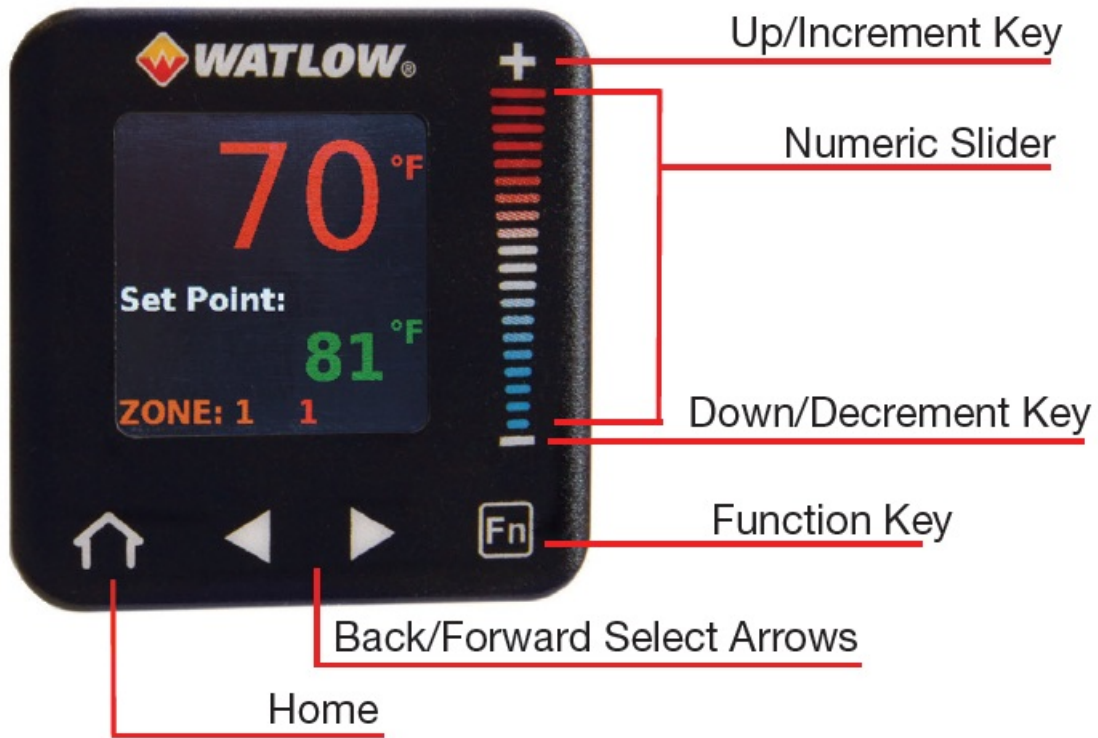 WATLOW®
+
Up/Increment Key
Numeric Slider
70 °F
Set Point:
81 °F
ZONE: 1 1
Down/Decrement Key
Fn
Function Key
Back/Forward Select Arrows
Home